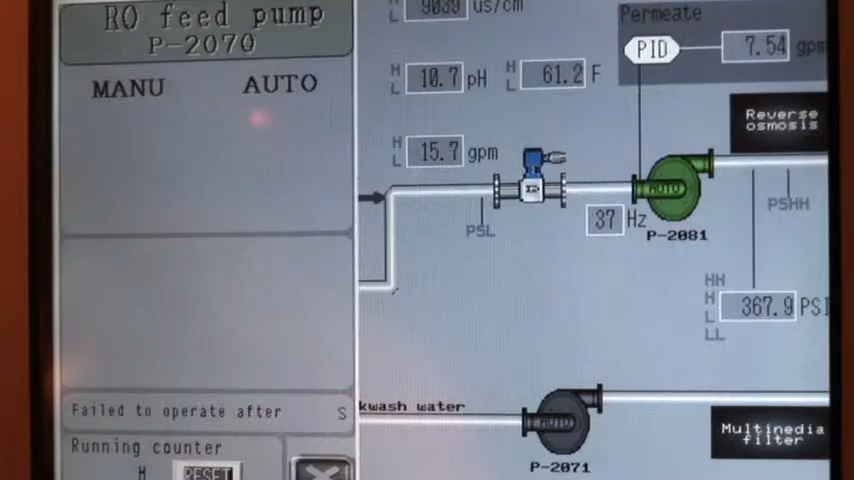 RO feed pump
P-2070
MANU AUTO
Failed to operate after S
Running counter
H RESET
9039 us/cm
H
L 10.7 pH
H
L 61.2 F
H
L 15.7 gpm
PSL
37 Hz
AUTO
P-2081
Permeate
PID 7.54 gpm
Reverse
osmosis
PSHH
HH
H
L
LL
367.9 PSI
kwash water
AUTO
P-2071
Multimedia
filter